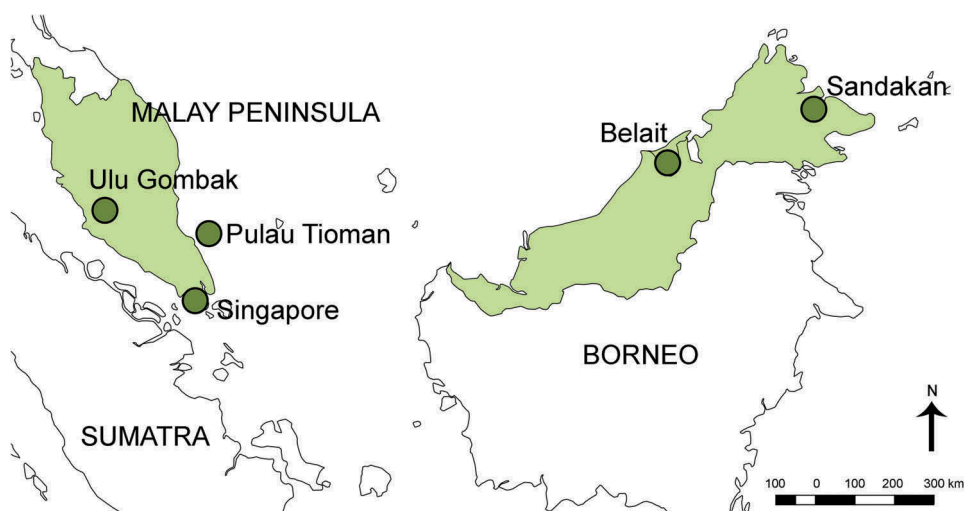 Sandakan
MALAY PENINSULA
Belait
Ulu Gombak
Pulau Tioman
Singapore
BORNEO
N
SUMATRA
100 0 100 200 300 km